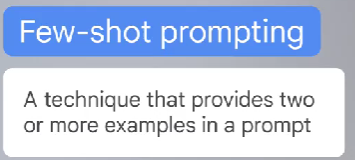 Few-shot prompting
A technique that provides two
or more examples in a prompt